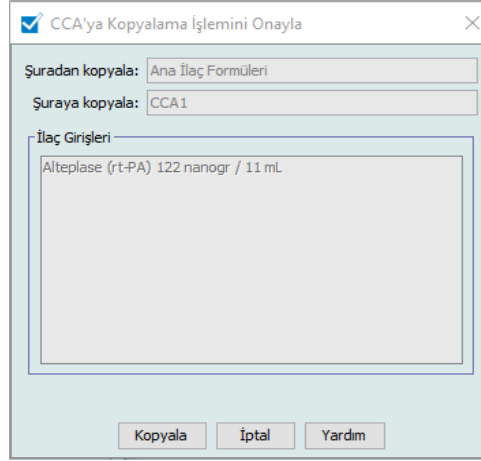 CCA'ya Kopyalama İşlemini Onayla
Şuradan kopyala: Ana İlaç Formüleri
Şuraya kopyala: CCA1
İlaç Girişleri
Alteplase (rt-PA) 122 nanogr / 11 mL
Kopyala İptal Yardım